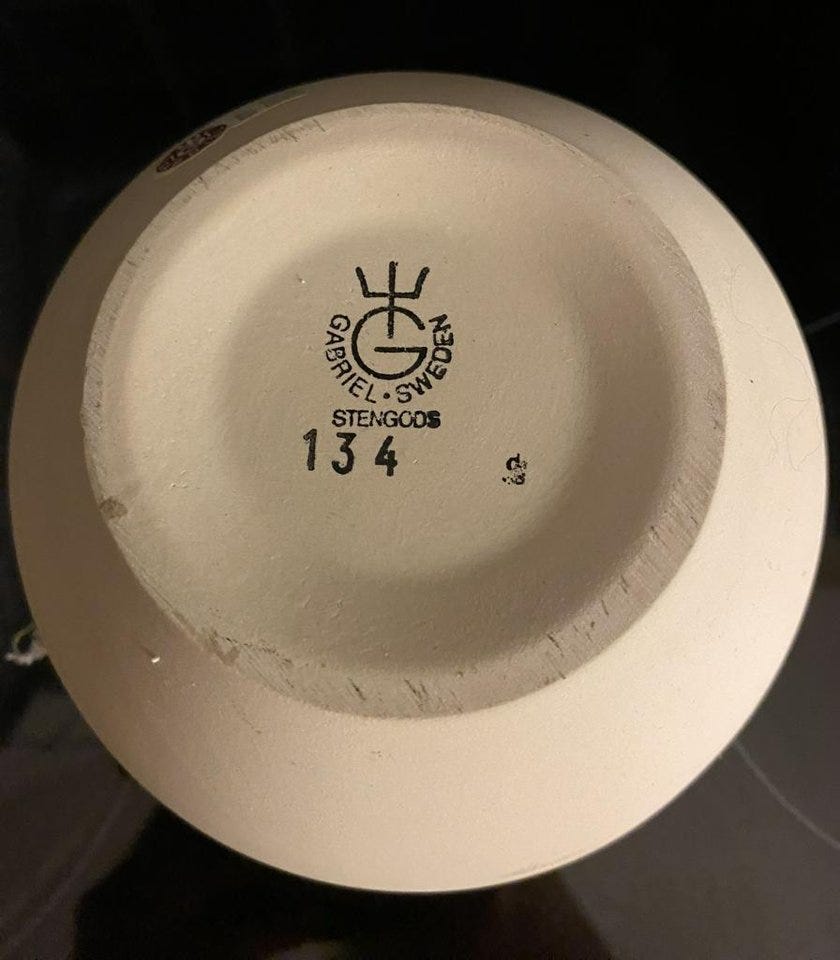 G
GABRIEL · SWEDEN
STENGODS
134